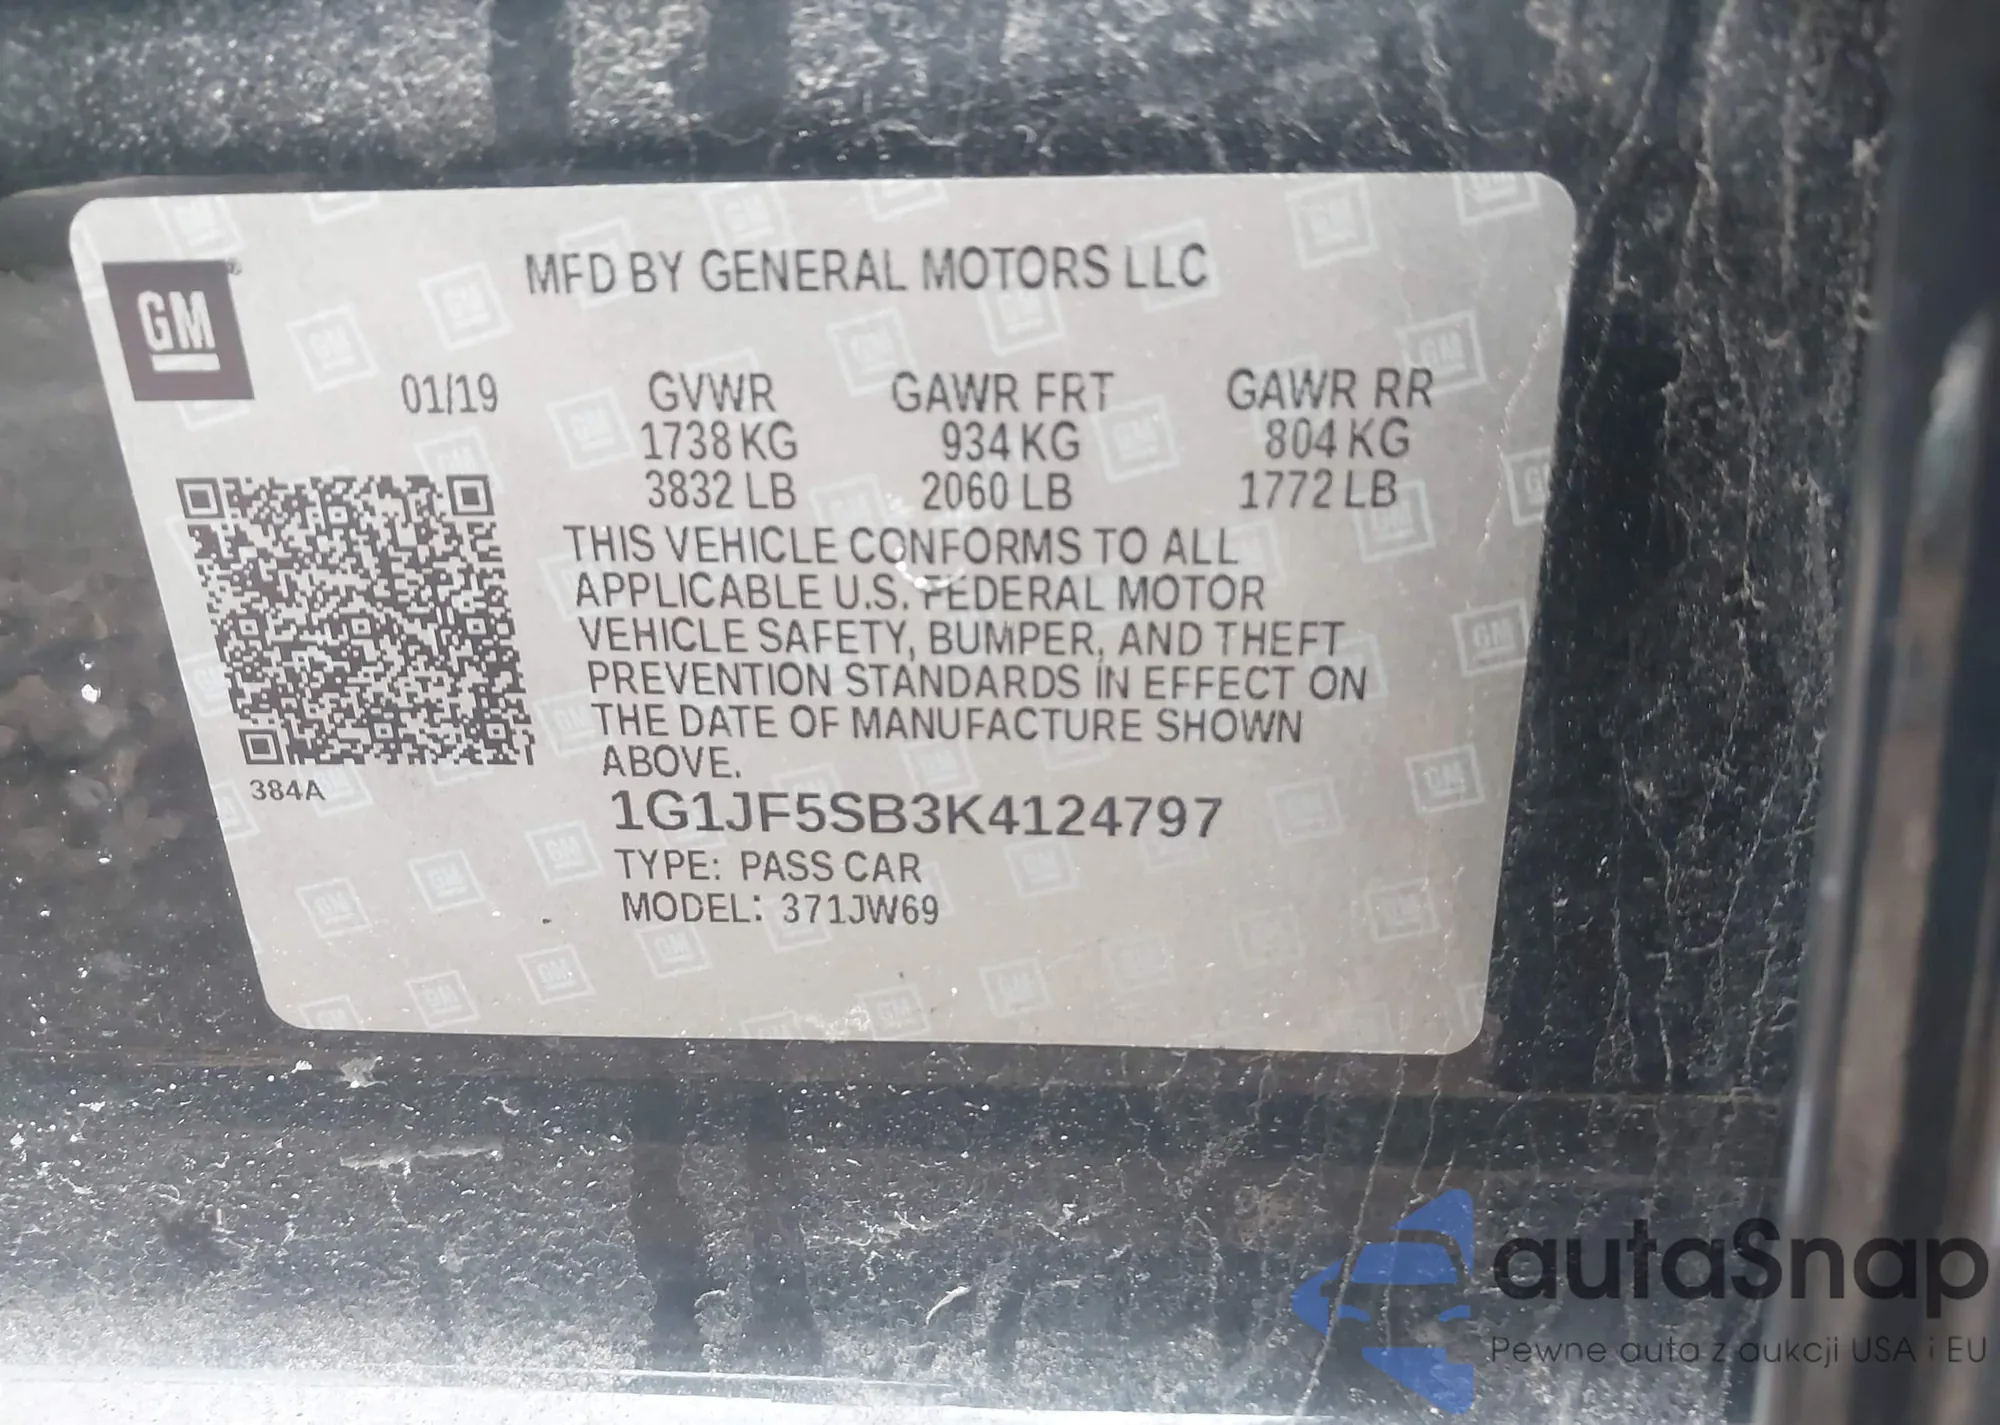 MFD BY GENERAL MOTORS LLC
GM
01/19 GVWR GAWR FRT GAWR RR
1738 KG 934 KG 804 KG
3832 LB 2060 LB 1772 LB
THIS VEHICLE CONFORMS TO ALL
APPLICABLE U.S. FEDERAL MOTOR
VEHICLE SAFETY, BUMPER, AND THEFT
PREVENTION STANDARDS IN EFFECT ON
THE DATE OF MANUFACTURE SHOWN
ABOVE.
384A
1G1JF5SB3K4124797
TYPE: PASS CAR
MODEL: 371JW69
autaSnap
Pewne auta z aukcji USA i EU